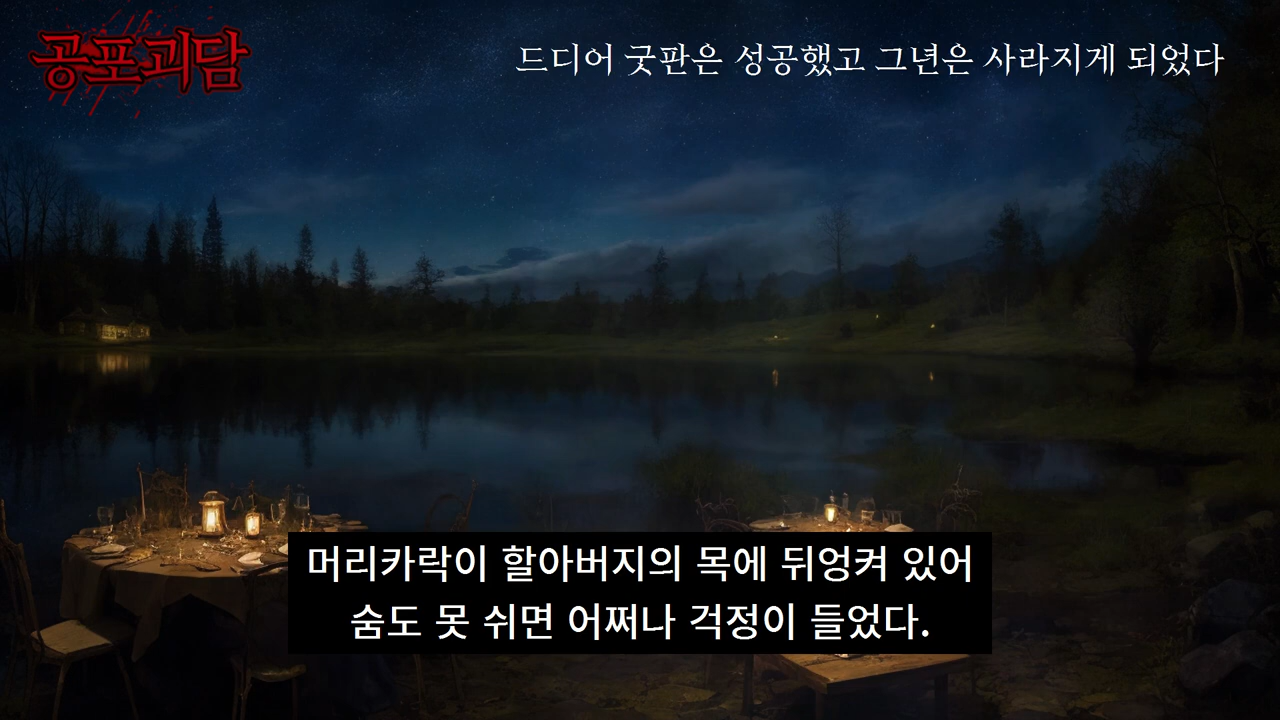 공포괴담
드디어 굿판은 성공했고 그년은 사라지게 되었다
머리카락이 할아버지의 목에 뒤엉켜 있어
숨도 못 쉬면 어쩌나 걱정이 들었다.